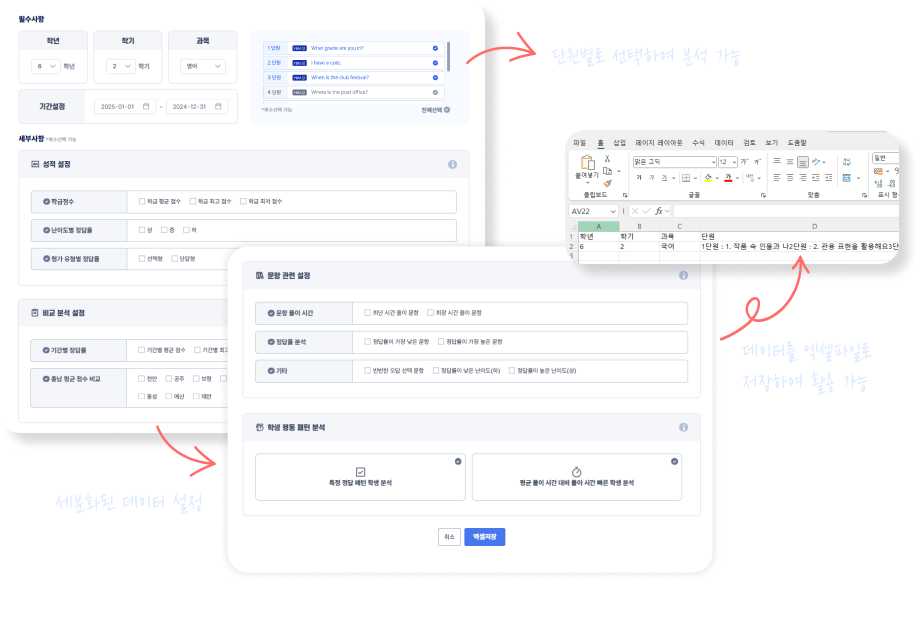 필수사항
학년 학기 과목
6 학년 2 학기 영어
기간설정 2025-01-01 - 2024-12-31
1 단원 YBM 김 What grade are you in?
2 단원 YBM 김 I have a cold.
3 단원 YBM 김 When is the club festival?
4 단원 YBM 김 Where is the post office?
*복수선택 가능 전체선택
단원별로 선택하여 분석 가능
세부사항 *복수선택 가능
성적 설정
학급점수 학급 평균 점수 학급 최고 점수 학급 최저 점수
난이도별 정답률 상 중 하
평가 유형별 정답률 선택형 단답형
비교 분석 설정
기간별 정답률 기간별 평균 점수 기간별 최고
충남 평균 점수 비교 천안 공주 보령
홍성 예산 태안
세분화된 데이터 설정
파일 홈 삽입 페이지 레이아웃 수식 데이터 검토 보기 도움말
붙여넣기 맑은 고딕 12 일반
클립보드 글꼴 맞춤 표시 형
AV22 fx
A B C D
1 학년 학기 과목 단원
2 6 2 국어 1단원 : 1. 작품 속 인물과 나2단원 : 2. 관용 표현을 활용해요3단
3
데이터를 엑셀파일로
저장하여 활용 가능
문항 관련 설정
문항 풀이 시간 최단 시간 풀이 문항 최장 시간 풀이 문항
정답률 분석 정답률이 가장 낮은 문항 정답률이 가장 높은 문항
기타 빈번한 오답 선택 문항 정답률이 낮은 난이도(하) 정답률이 높은 난이도(상)
학생 행동 패턴 분석
특정 정답 패턴 학생 분석
평균 풀이 시간 대비 풀이 시간 빠른 학생 분석
취소 엑셀저장